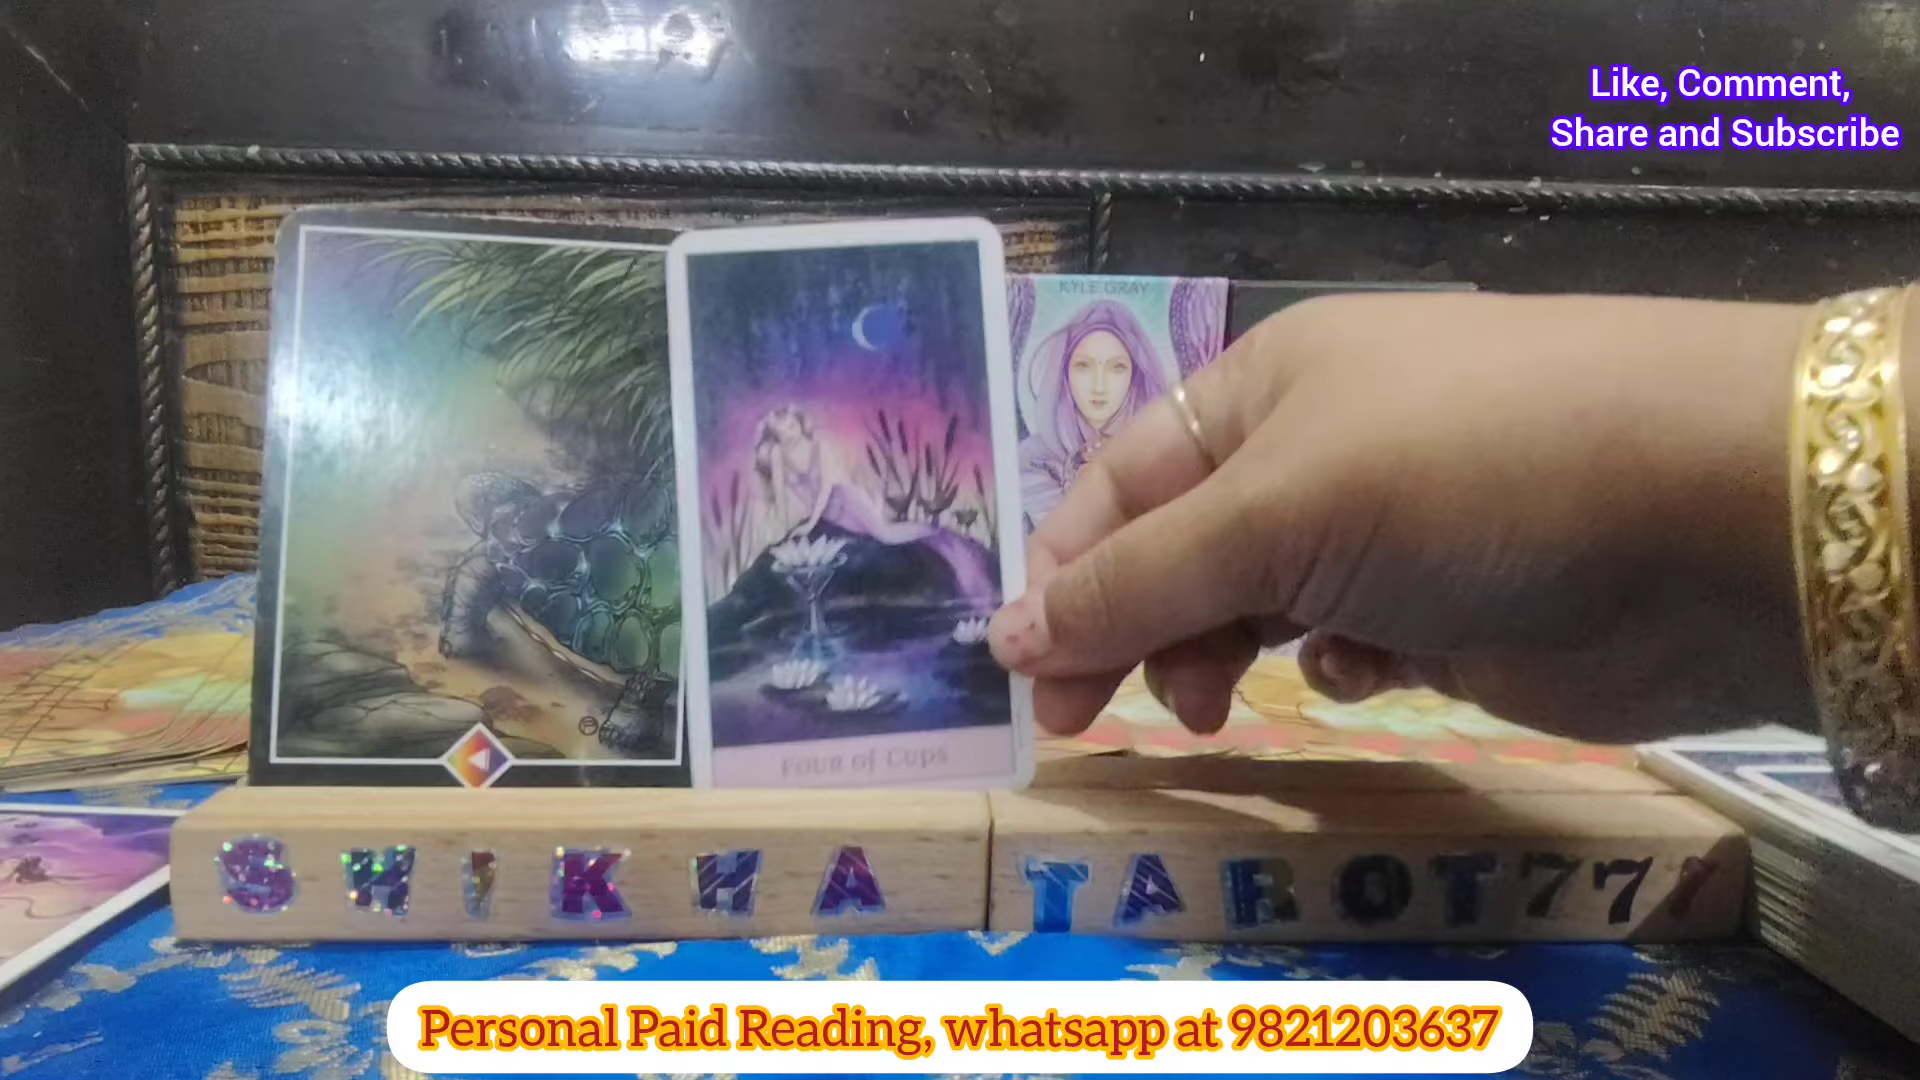 Like, Comment,
Share and Subscribe
KYLE GRAY
FOUR of CUPS
SHIKHA TAROT777
Personal Paid Reading, whatsapp at 9821203637